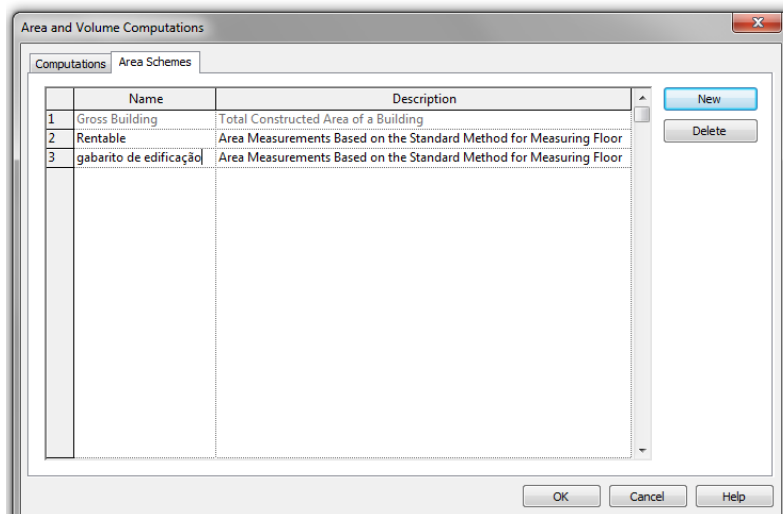 Area and Volume Computations
Computations Area Schemes
Name Description
1 Gross Building Total Constructed Area of a Building
2 Rentable Area Measurements Based on the Standard Method for Measuring Floor
3 gabarito de edificação Area Measurements Based on the Standard Method for Measuring Floor
New
Delete
OK Cancel Help